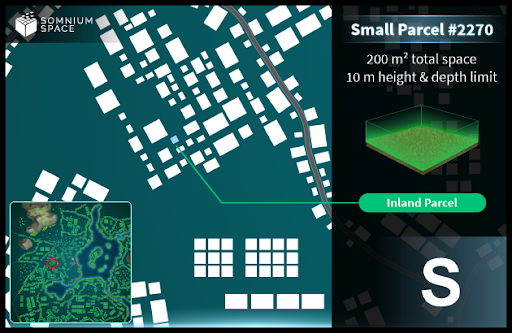 SOMNIUM
SPACE
Small Parcel #2270
200 m² total space
10 m height & depth limit
Inland Parcel
S